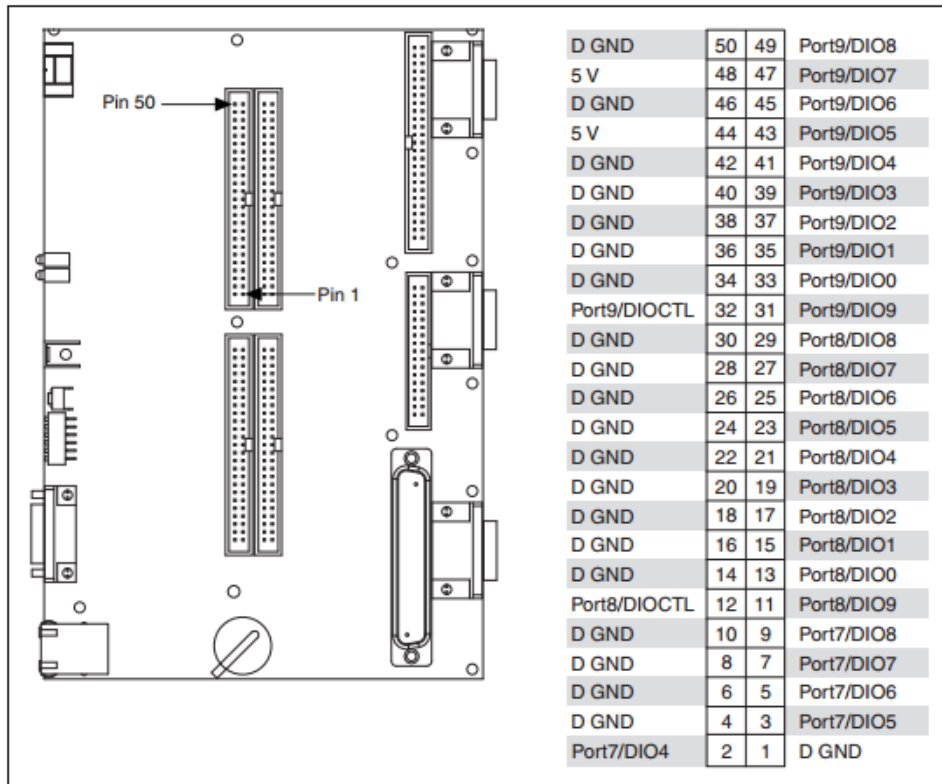 Pin 50
Pin 1
D GND 50 49 Port9/DIO8
5 V 48 47 Port9/DIO7
D GND 46 45 Port9/DIO6
5 V 44 43 Port9/DIO5
D GND 42 41 Port9/DIO4
D GND 40 39 Port9/DIO3
D GND 38 37 Port9/DIO2
D GND 36 35 Port9/DIO1
D GND 34 33 Port9/DIO0
Port9/DIOCTL 32 31 Port9/DIO9
D GND 30 29 Port8/DIO8
D GND 28 27 Port8/DIO7
D GND 26 25 Port8/DIO6
D GND 24 23 Port8/DIO5
D GND 22 21 Port8/DIO4
D GND 20 19 Port8/DIO3
D GND 18 17 Port8/DIO2
D GND 16 15 Port8/DIO1
D GND 14 13 Port8/DIO0
Port8/DIOCTL 12 11 Port8/DIO9
D GND 10 9 Port7/DIO8
D GND 8 7 Port7/DIO7
D GND 6 5 Port7/DIO6
D GND 4 3 Port7/DIO5
Port7/DIO4 2 1 D GND